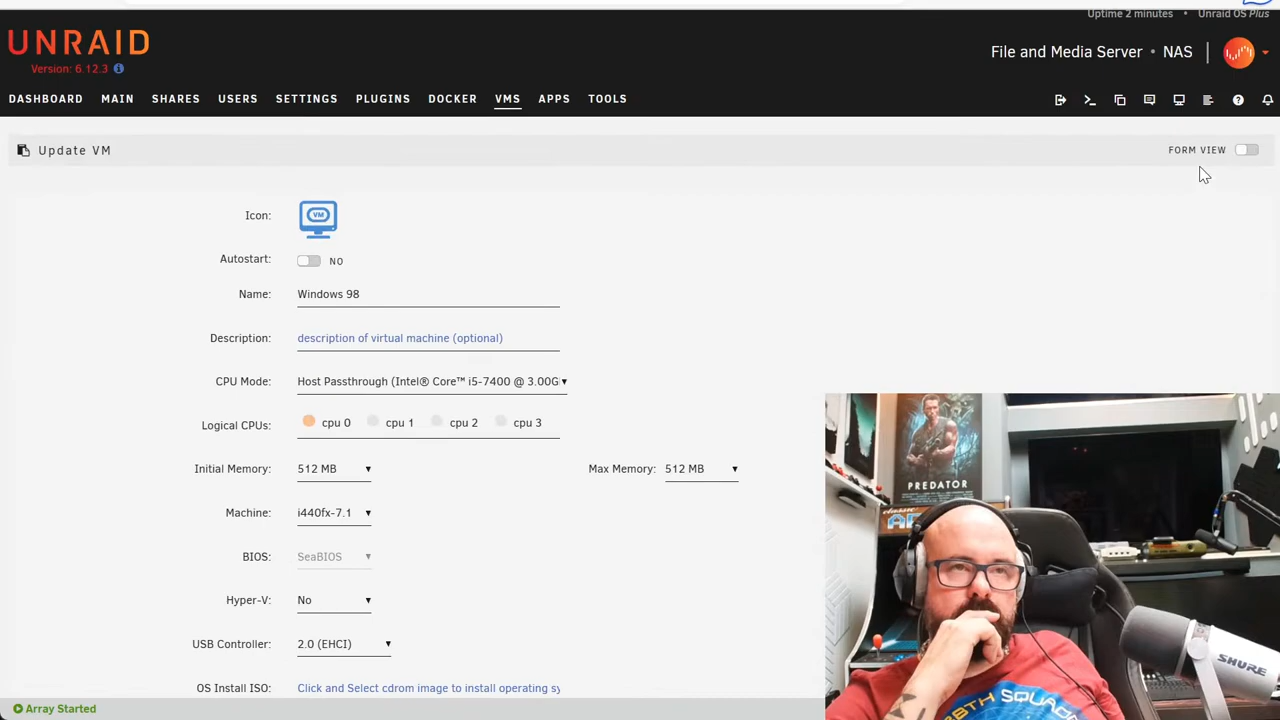 Uptime 2 minutes • Unraid OS Plus
UNRAID
Version: 6.12.3
File and Media Server • NAS
DASHBOARD MAIN SHARES USERS SETTINGS PLUGINS DOCKER VMS APPS TOOLS
Update VM
FORM VIEW
Icon:
VM
Autostart: NO
Name: Windows 98
Description: description of virtual machine (optional)
CPU Mode: Host Passthrough (Intel® Core™ i5-7400 @ 3.00G
Logical CPUs: cpu 0 cpu 1 cpu 2 cpu 3
Initial Memory: 512 MB Max Memory: 512 MB
Machine: i440fx-7.1
BIOS: SeaBIOS
Hyper-V: No
USB Controller: 2.0 (EHCI)
OS Install ISO: Click and Select cdrom image to install operating sy
Array Started
PREDATOR
classic
SHURE